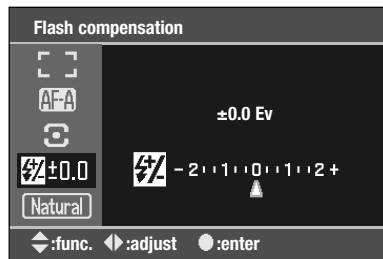 Flash compensation
AF-A
±0.0 Ev
±0.0
- 2 1 0 1 2 +
Natural
:func. :adjust :enter